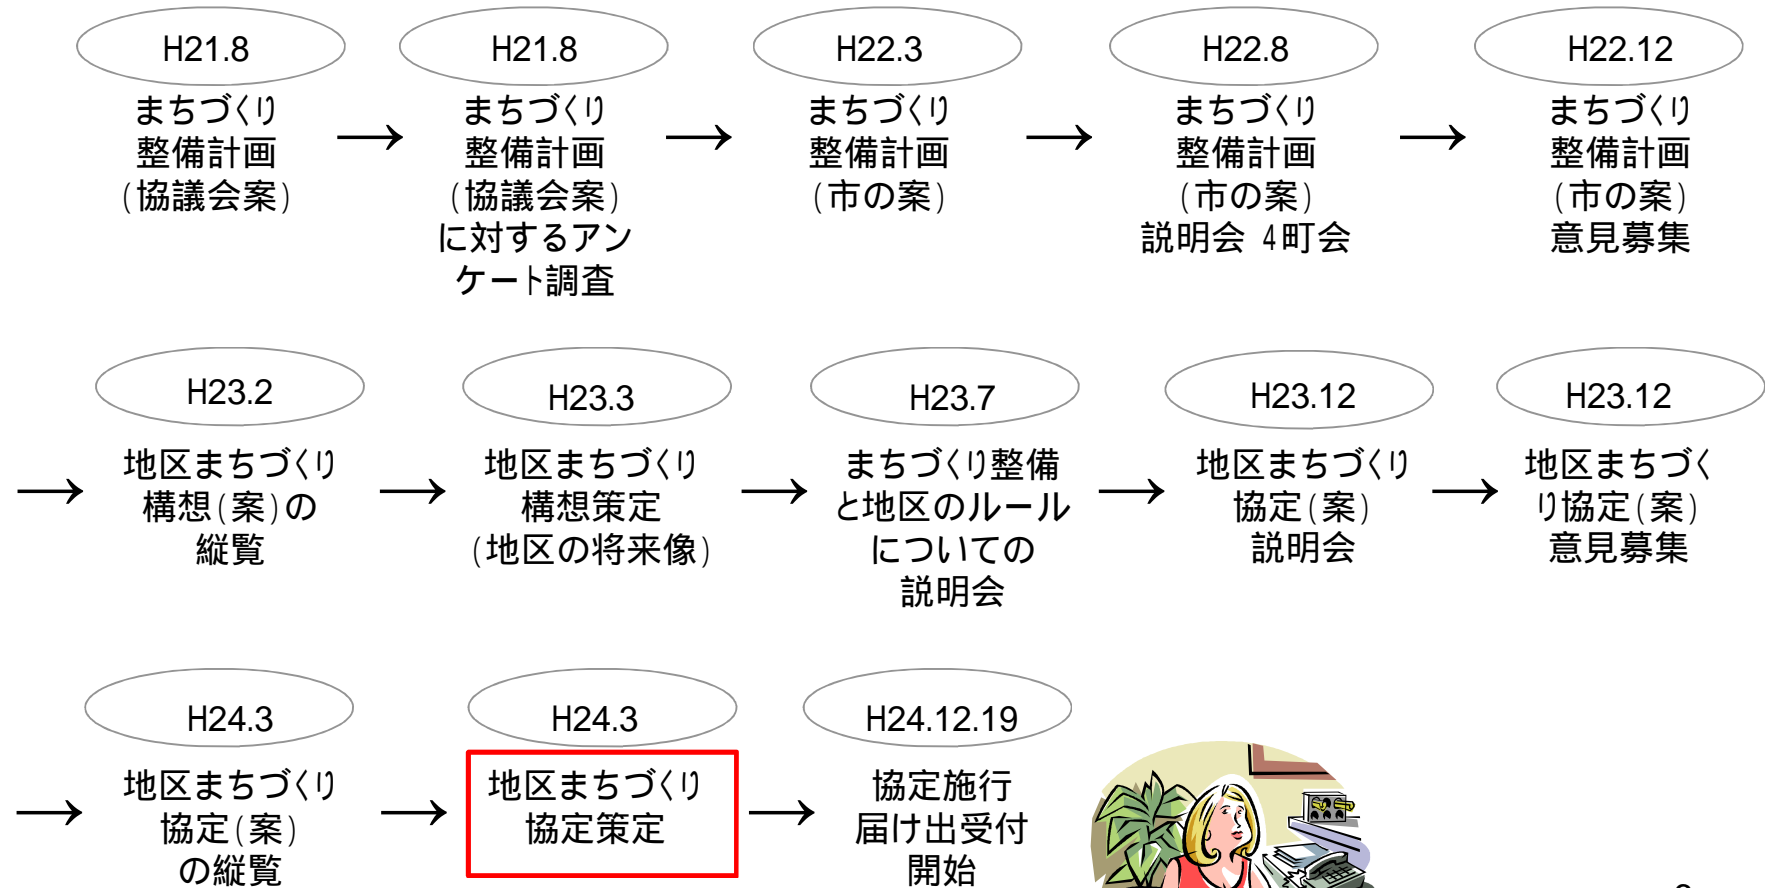 H21.8
まちづくり
整備計画
(協議会案)
→
H21.8
まちづくり
整備計画
(協議会案)
に対するアン
ケート調査
→
H22.3
まちづくり
整備計画
(市の案)
→
H22.8
まちづくり
整備計画
(市の案)
説明会 4町会
→
H22.12
まちづくり
整備計画
(市の案)
意見募集
→
H23.2
地区まちづくり
構想(案)の
縦覧
→
H23.3
地区まちづくり
構想策定
(地区の将来像)
→
H23.7
まちづくり整備
と地区のルール
についての
説明会
→
H23.12
地区まちづくり
協定(案)
説明会
→
H23.12
地区まちづく
り協定(案)
意見募集
→
H24.3
地区まちづくり
協定(案)
の縦覧
→
H24.3
地区まちづくり
協定策定
→
H24.12.19
協定施行
届け出受付
開始